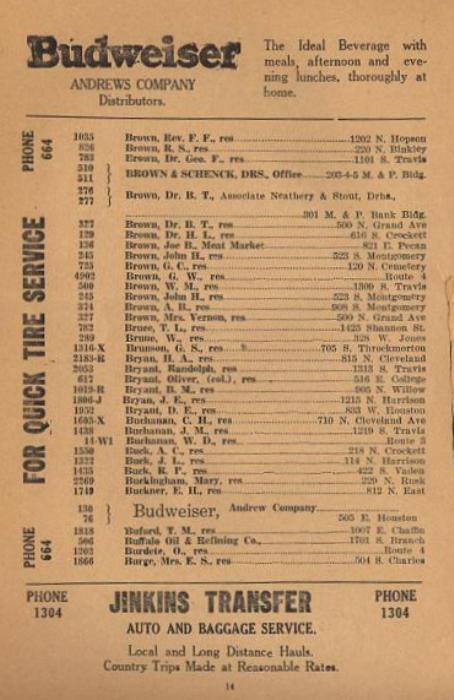 Budweiser
ANDREWS COMPANY
Distributors.
The Ideal Beverage with
meals, afternoon and eve-
ning lunches, thoroughly at
home.
PHONE
664
FOR QUICK TIRE SERVICE
PHONE
664
1035 Brown, Rev. F. F., res 1202 N. Hopson
826 Brown, R. S., res 220 N. Binkley
783 Brown, Dr. Geo. F., res 1101 S. Travis
510
511 } BROWN & SCHENCK, DRS., Office 203-4-5 M. & P. Bldg.
276
277 } Brown, Dr. B. T., Associate Neathery & Stout, Drhs.,
301 M. & P. Bank Bldg.
327 Brown, Dr. B. T., res 500 N. Grand Ave
129 Brown, Dr. H. L., res 616 S. Crockett
136 Brown, Joe B., Meat Market 821 E. Pecan
245 Brown, John H., res 523 S. Montgomery
725 Brown, G. C., res 120 N. Cemetery
4902 Brown, G. W., res Route 4
500 Brown, W. M., res 1309 S. Travis
245 Brown, John H., res 523 S. Montgomery
374 Brown, A. B., res 908 S. Montgomery
327 Brown, Mrs. Vernon, res 500 N. Grand Ave
782 Bruce, T. L., res 1425 Shannon St.
289 Brune, W., res 328 W. Jones
1316-X Brunson, G. S., res 705 S. Throckmorton
2183-R Bryan, H. A., res 815 N. Cleveland
2053 Bryant, Randolph, res 1313 S. Travis
617 Bryant, Oliver, (col.), res 516 E. College
1019-R Bryant, B. M., res 905 N. Willow
1806-J Bryan, J. E., res 1215 N. Harrison
1952 Bryant, D. E., res 833 W. Houston
1605-X Buchanan, C. H., res 710 N. Cleveland Ave
1438 Buchanan, J. M., res 1219 S. Travis
14-W1 Buchanan, W. D., res Route 3
1550 Buck, A. C., res 218 N. Crockett
1372 Buck, J. L., res 114 N. Harrison
1435 Buck, R. P., res 422 S. Vaden
2269 Buckingham, Mary, res 220 N. Rusk
1749 Buckner, E. H., res 812 N. East
130
76 } Budweiser, Andrew Company
505 E. Houston
1818 Buford, T. M., res 1007 E. Chaffin
506 Buffalo Oil & Refining Co., 1701 S. Branch
1202 Burdete, O., res Route 4
1866 Burge, Mrs. E. S., res 504 S. Charles
PHONE
1304
JINKINS TRANSFER
AUTO AND BAGGAGE SERVICE.
Local and Long Distance Hauls.
Country Trips Made at Reasonable Rates.
PHONE
1304
14